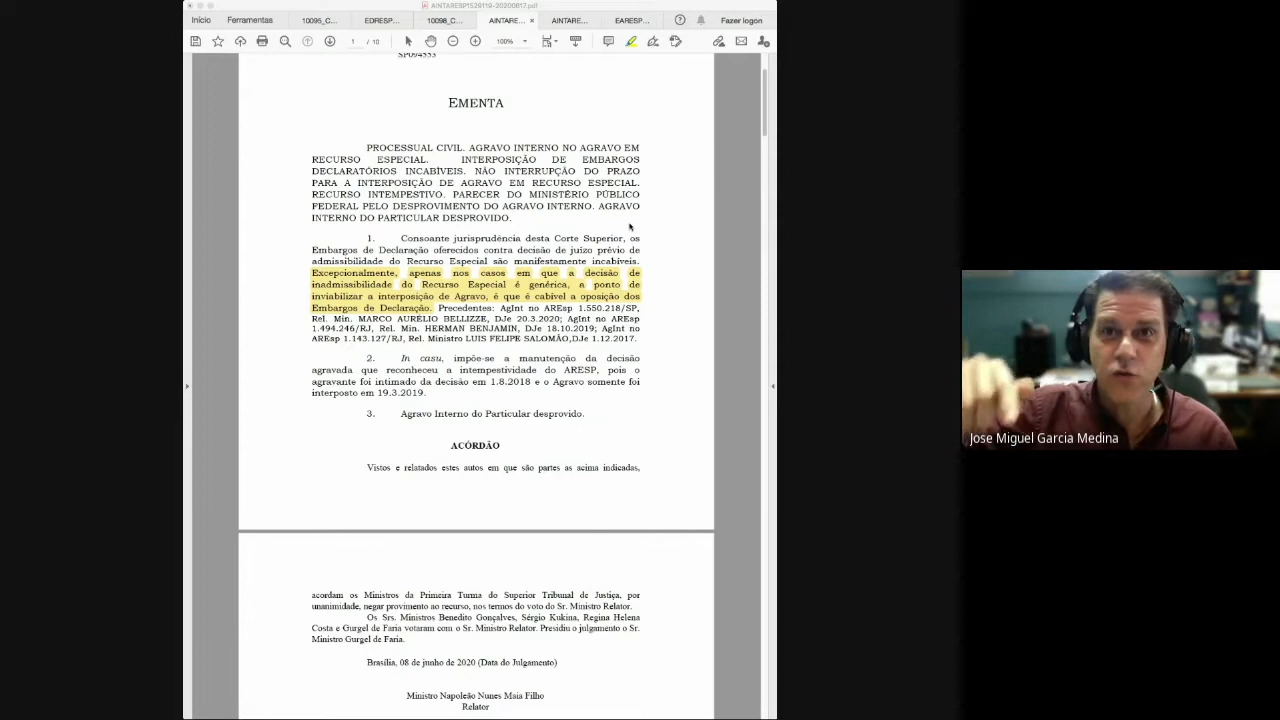 AINTARESP1529119-20200817.pdf
Início Ferramentas 10095_C... EDRESP... 10098_C... AINTARE... × AINTARE... EARESP... Fazer logon
1 / 10 100%
SP094553
EMENTA
PROCESSUAL CIVIL. AGRAVO INTERNO NO AGRAVO EM
RECURSO ESPECIAL. INTERPOSIÇÃO DE EMBARGOS
DECLARATÓRIOS INCABÍVEIS. NÃO INTERRUPÇÃO DO PRAZO
PARA A INTERPOSIÇÃO DE AGRAVO EM RECURSO ESPECIAL.
RECURSO INTEMPESTIVO. PARECER DO MINISTÉRIO PÚBLICO
FEDERAL PELO DESPROVIMENTO DO AGRAVO INTERNO. AGRAVO
INTERNO DO PARTICULAR DESPROVIDO.
1. Consoante jurisprudência desta Corte Superior, os
Embargos de Declaração oferecidos contra decisão de juízo prévio de
admissibilidade do Recurso Especial são manifestamente incabíveis.
Excepcionalmente, apenas nos casos em que a decisão de
inadmissibilidade do Recurso Especial é genérica, a ponto de
inviabilizar a interposição de Agravo, é que é cabível a oposição dos
Embargos de Declaração. Precedentes: AgInt no AREsp 1.550.218/SP,
Rel. Min. MARCO AURÉLIO BELLIZZE, DJe 20.3.2020; AgInt no AREsp
1.494.246/RJ, Rel. Min. HERMAN BENJAMIN, DJe 18.10.2019; AgInt no
AREsp 1.143.127/RJ, Rel. Ministro LUIS FELIPE SALOMÃO,DJe 1.12.2017.
2. In casu, impõe-se a manutenção da decisão
agravada que reconheceu a intempestividade do ARESP, pois o
agravante foi intimado da decisão em 1.8.2018 e o Agravo somente foi
interposto em 19.3.2019.
3. Agravo Interno do Particular desprovido.
ACÓRDÃO
Vistos e relatados estes autos em que são partes as acima indicadas,
acordam os Ministros da Primeira Turma do Superior Tribunal de Justiça, por
unanimidade, negar provimento ao recurso, nos termos do voto do Sr. Ministro Relator.
Os Srs. Ministros Benedito Gonçalves, Sérgio Kukina, Regina Helena
Costa e Gurgel de Faria votaram com o Sr. Ministro Relator. Presidiu o julgamento o Sr.
Ministro Gurgel de Faria.
Brasília, 08 de junho de 2020 (Data do Julgamento)
Ministro Napoleão Nunes Maia Filho
Relator
Jose Miguel Garcia Medina